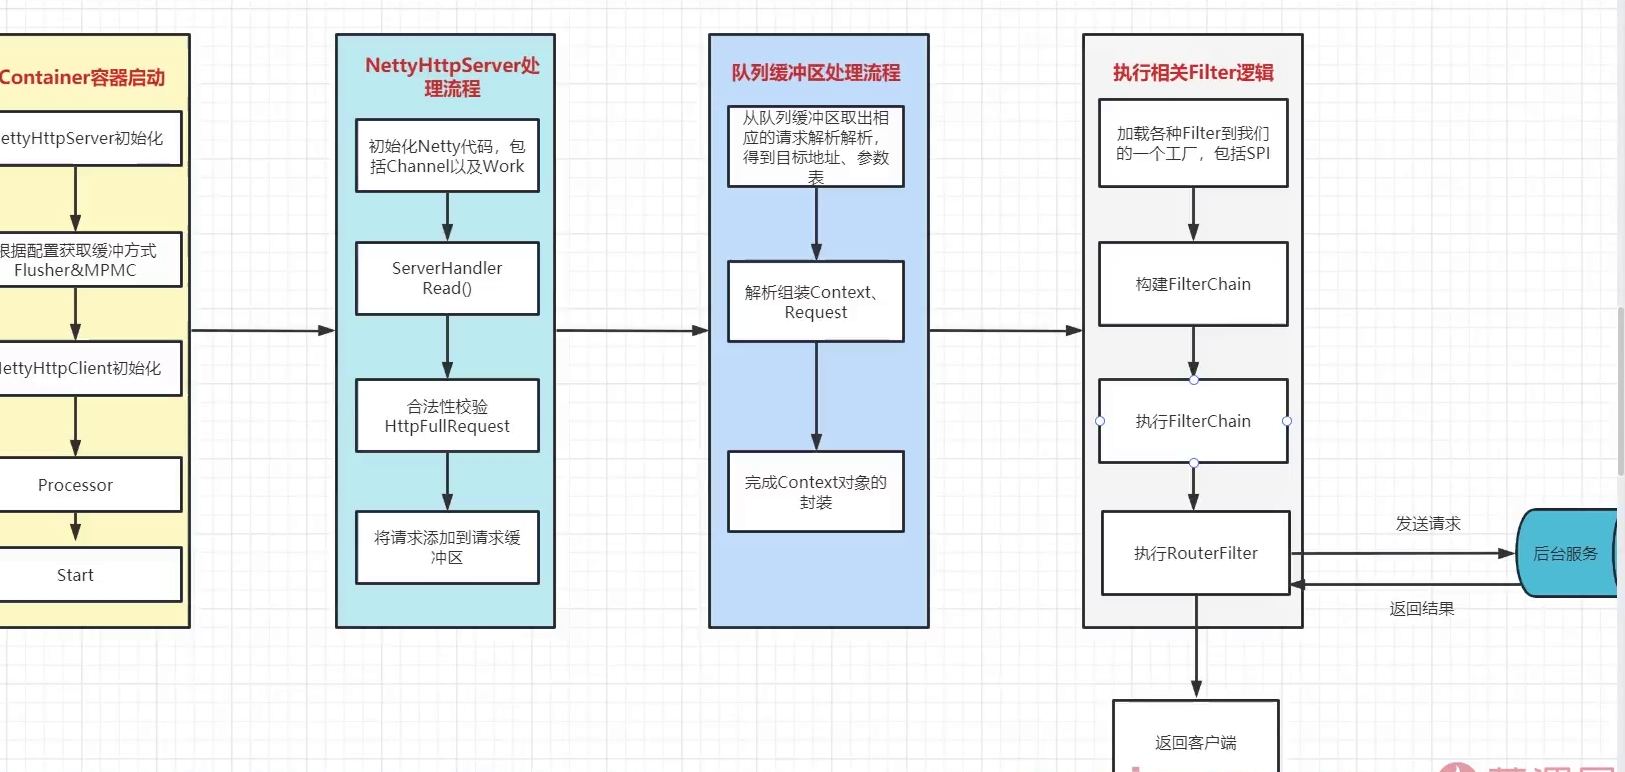 Container容器启动
ettyHttpServer初始化
根据配置获取缓冲方式
Flusher&MPMC
ettyHttpClient初始化
Processor
Start
NettyHttpServer处
理流程
初始化Netty代码，包
括Channel以及Work
ServerHandler
Read()
合法性校验
HttpFullRequest
将请求添加到请求缓
冲区
队列缓冲区处理流程
从队列缓冲区取出相
应的请求解析解析，
得到目标地址、参数
表
解析组装Context、
Request
完成Context对象的
封装
执行相关Filter逻辑
加载各种Filter到我们
的一个工厂，包括SPI
构建FilterChain
执行FilterChain
执行RouterFilter
发送请求
后台服务
返回结果
返回客户端